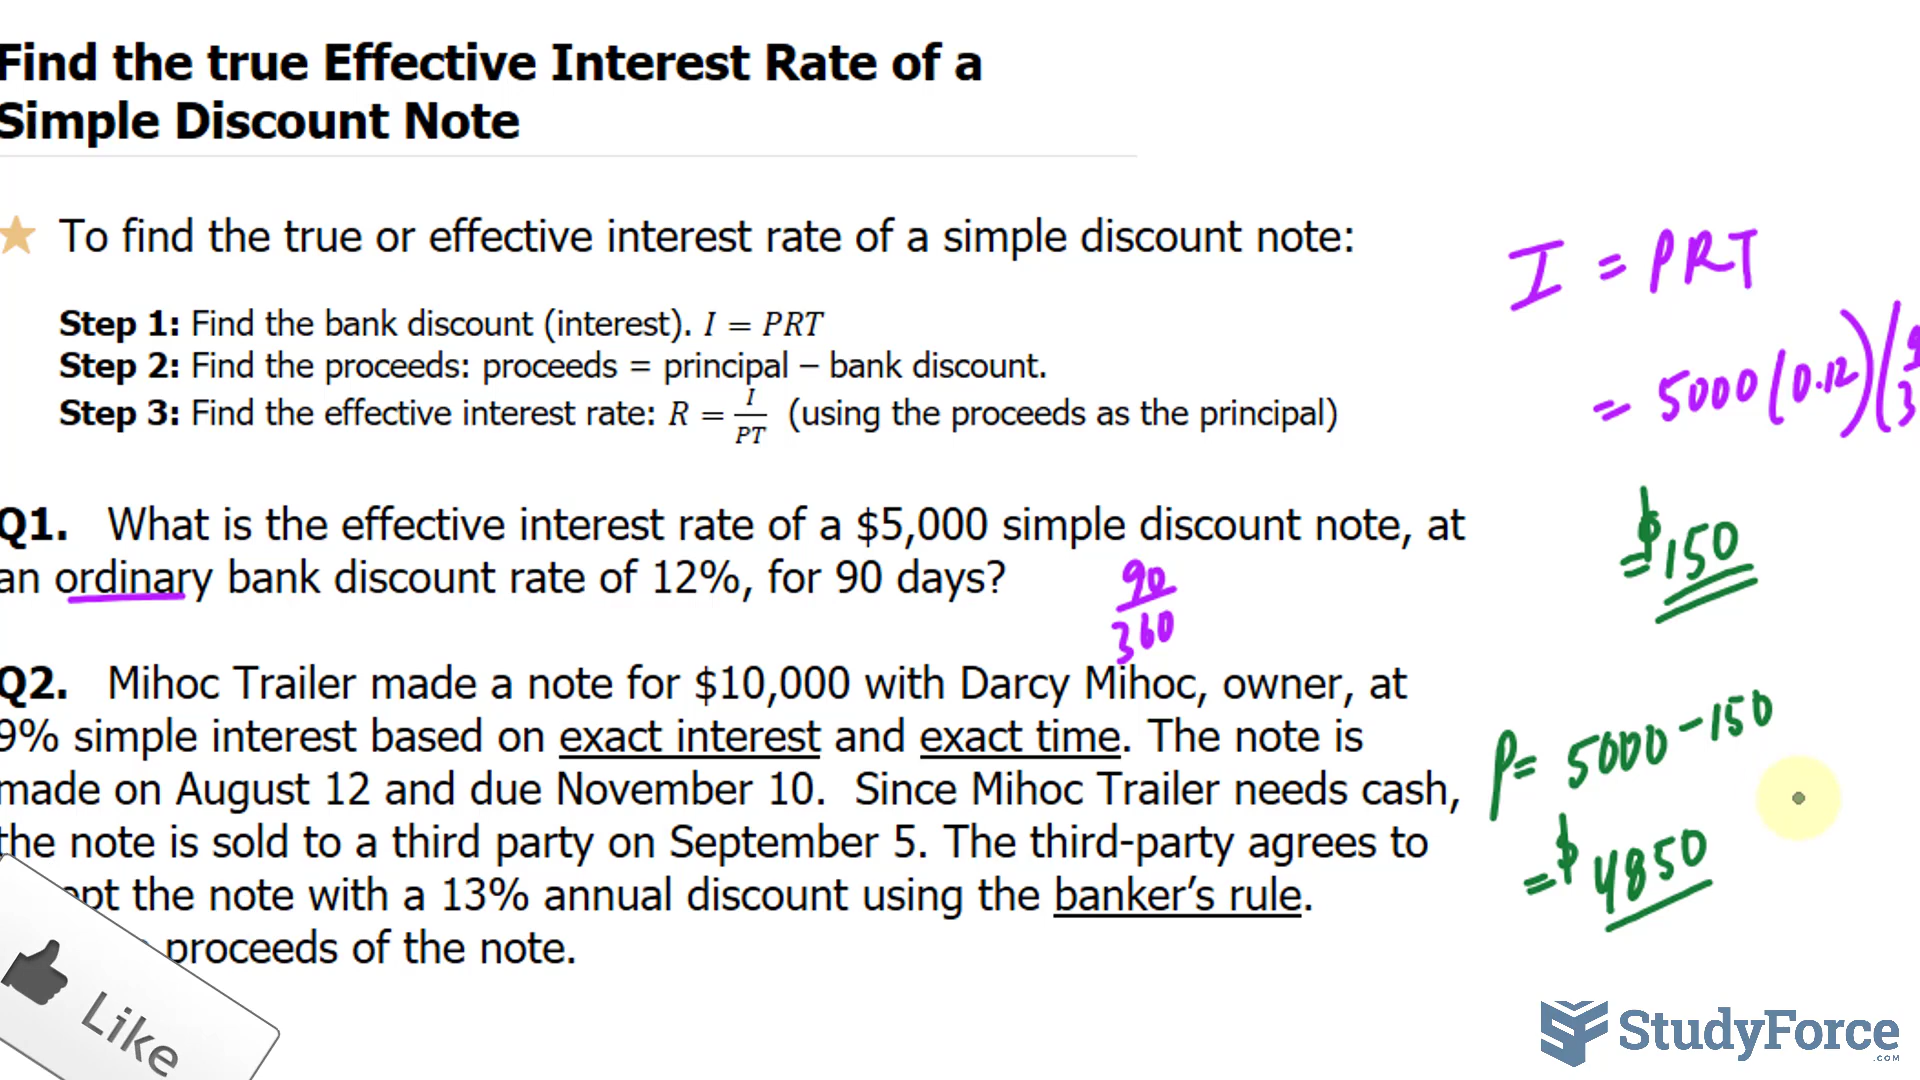 Find the true Effective Interest Rate of a
Simple Discount Note
To find the true or effective interest rate of a simple discount note:
Step 1: Find the bank discount (interest). I = PRT
Step 2: Find the proceeds: proceeds = principal – bank discount.
Step 3: Find the effective interest rate: R = I/PT (using the proceeds as the principal)
Q1. What is the effective interest rate of a $5,000 simple discount note, at
an ordinary bank discount rate of 12%, for 90 days?
90/360
Q2. Mihoc Trailer made a note for $10,000 with Darcy Mihoc, owner, at
9% simple interest based on exact interest and exact time. The note is
made on August 12 and due November 10. Since Mihoc Trailer needs cash,
the note is sold to a third party on September 5. The third-party agrees to
pt the note with a 13% annual discount using the banker's rule.
proceeds of the note.
I = PRT
= 5000(0.12)(9/3
= $150
P= 5000-150
= $4850
Like
StudyForce
.COM